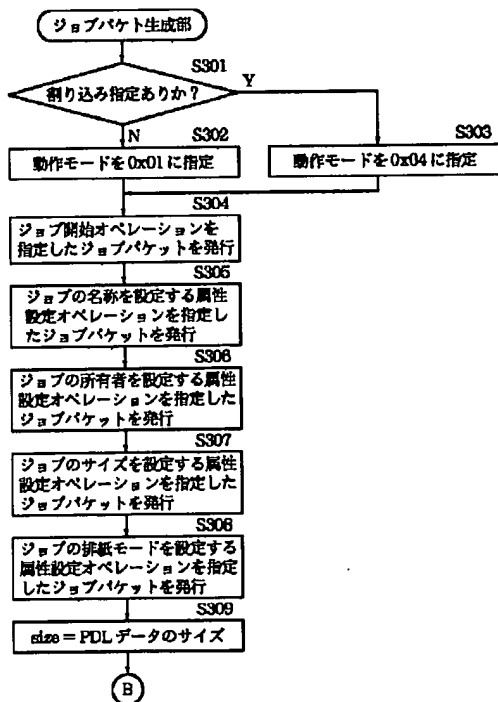 ジョブパケト生成部
S301
割り込み指定ありか？
Y
N
S302
動作モードを0x01に指定
S303
動作モードを0x04に指定
S304
ジョブ開始オペレーションを
指定したジョブパケットを発行
S305
ジョブの名称を設定する属性
設定オペレーションを指定し
たジョブパケットを発行
S306
ジョブの所有者を設定する属性
設定オペレーションを指定した
ジョブパケットを発行
S307
ジョブのサイズを設定する属性
設定オペレーションを指定した
ジョブパケットを発行
S308
ジョブの排紙モードを設定する
属性設定オペレーションを指定
したジョブパケットを発行
S309
size = PDLデータのサイズ
B